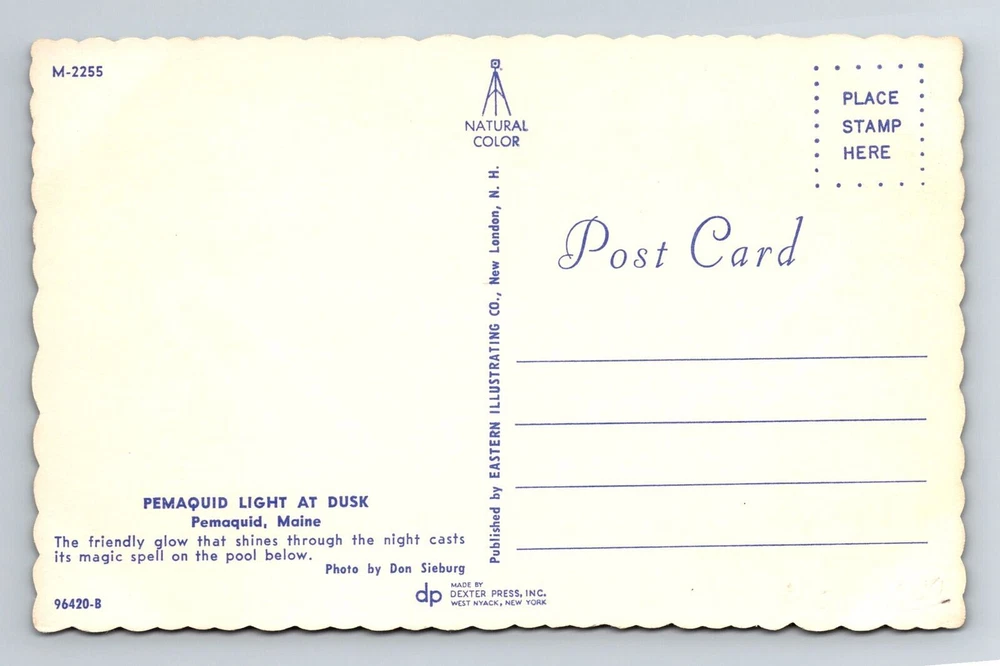 M-2255
NATURAL
COLOR
PLACE
STAMP
HERE
Post Card
Published by EASTERN ILLUSTRATING CO., New London, N. H.
PEMAQUID LIGHT AT DUSK
Pemaquid, Maine
The friendly glow that shines through the night casts
its magic spell on the pool below.
Photo by Don Sieburg
96420-B
dp
MADE BY
DEXTER PRESS, INC.
WEST NYACK, NEW YORK